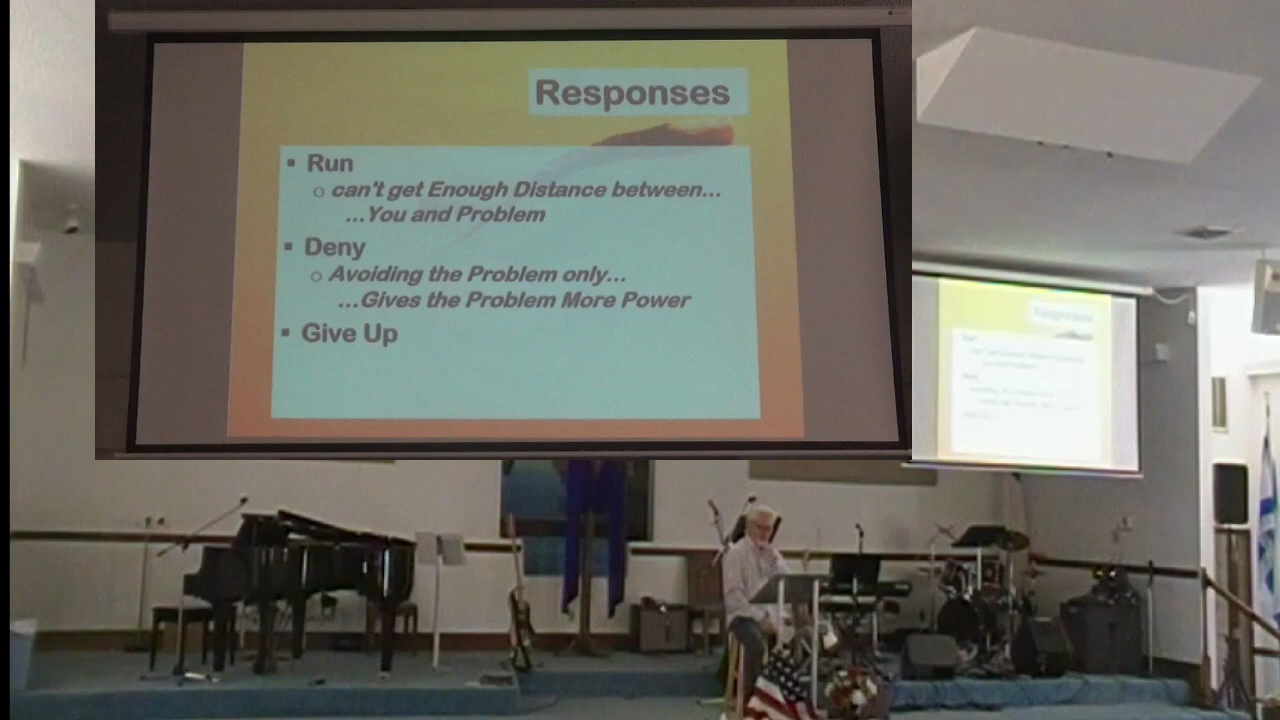 Responses
▪ Run
○ can't get Enough Distance between...
...You and Problem
▪ Deny
○ Avoiding the Problem only...
...Gives the Problem More Power
▪ Give Up